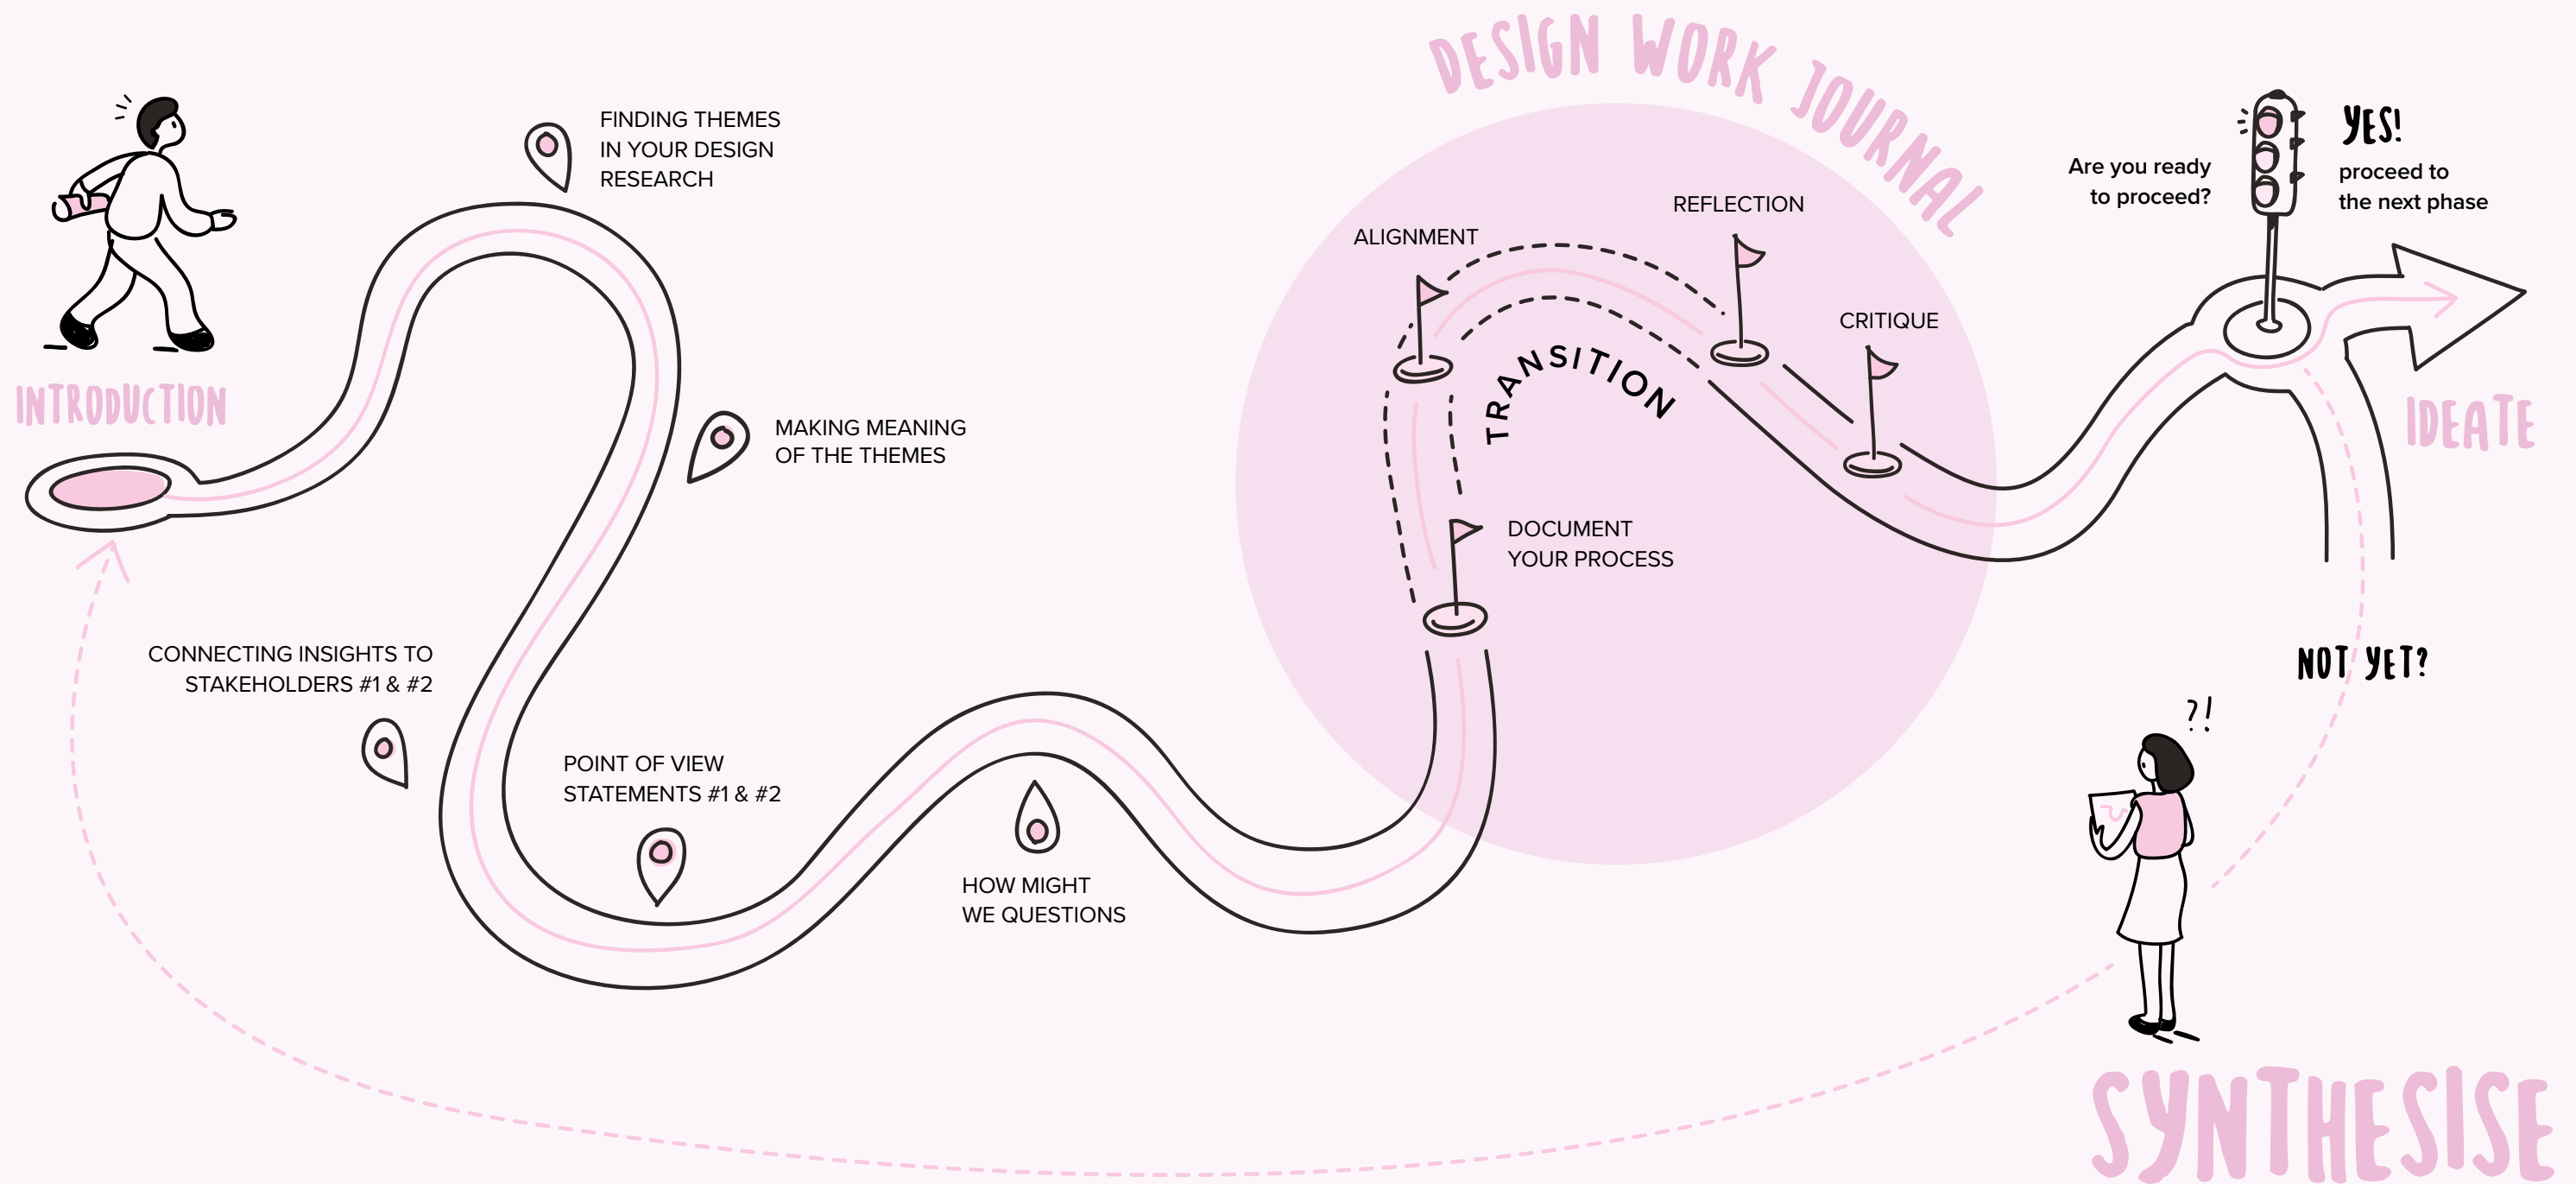 DESIGN WORK JOURNAL
INTRODUCTION
FINDING THEMES
IN YOUR DESIGN
RESEARCH
MAKING MEANING
OF THE THEMES
CONNECTING INSIGHTS TO
STAKEHOLDERS #1 & #2
POINT OF VIEW
STATEMENTS #1 & #2
HOW MIGHT
WE QUESTIONS
DOCUMENT
YOUR PROCESS
ALIGNMENT
TRANSITION
REFLECTION
CRITIQUE
Are you ready
to proceed?
YES!
proceed to
the next phase
IDEATE
NOT YET?
?!
SYNTHESISE